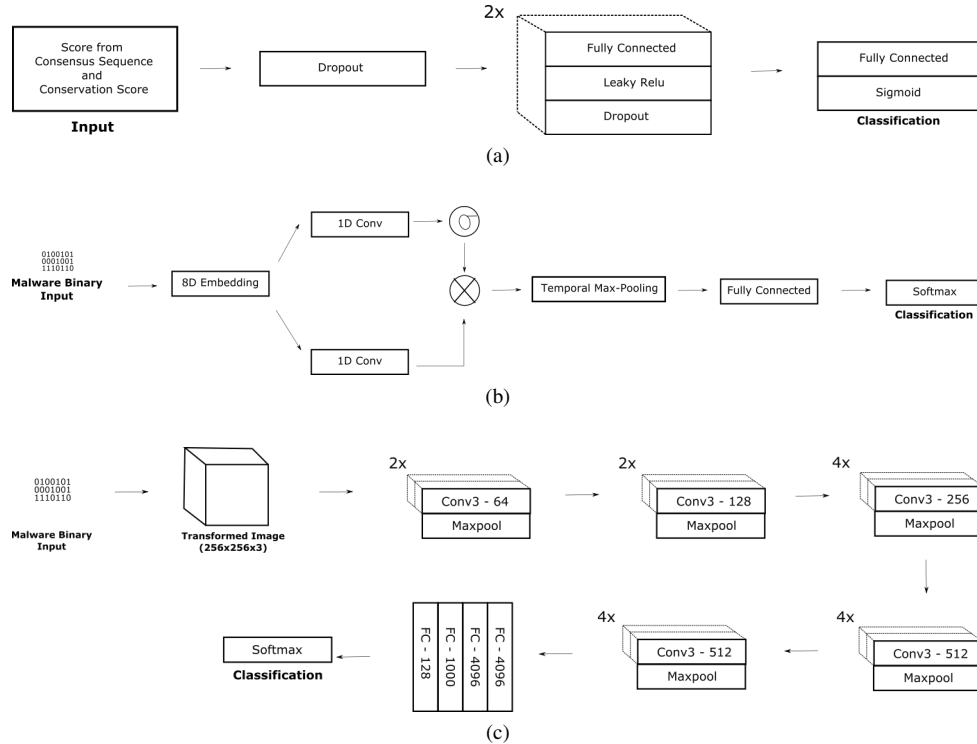 2x
Score from
Consensus Sequence
and
Conservation Score
Input
Dropout
Fully Connected
Leaky Relu
Dropout
Fully Connected
Sigmoid
Classification
(a)
0100101
0001001
1110110
Malware Binary
Input
8D Embedding
1D Conv
σ
1D Conv
Temporal Max-Pooling
Fully Connected
Softmax
Classification
(b)
0100101
0001001
1110110
Malware Binary
Input
Transformed Image
(256x256x3)
2x
Conv3 - 64
Maxpool
2x
Conv3 - 128
Maxpool
4x
Conv3 - 256
Maxpool
4x
Conv3 - 512
Maxpool
4x
Conv3 - 512
Maxpool
FC - 4096
FC - 4096
FC - 1000
FC - 128
Softmax
Classification
(c)